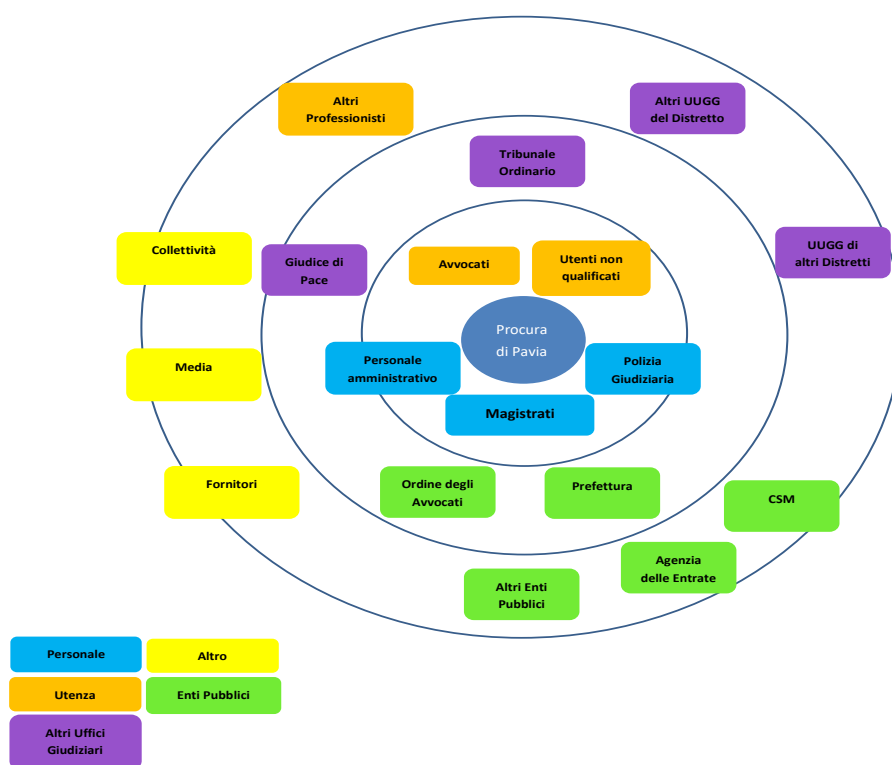 Altri
Professionisti
Altri UUGG
del Distretto
Tribunale
Ordinario
Collettività
Giudice di
Pace
Avvocati
Utenti non
qualificati
UUGG di
altri Distretti
Procura
di Pavia
Media
Personale
amministrativo
Polizia
Giudiziaria
Magistrati
Fornitori
Ordine degli
Avvocati
Prefettura
CSM
Agenzia
delle Entrate
Altri Enti
Pubblici
Personale
Altro
Utenza
Enti Pubblici
Altri Uffici
Giudiziari